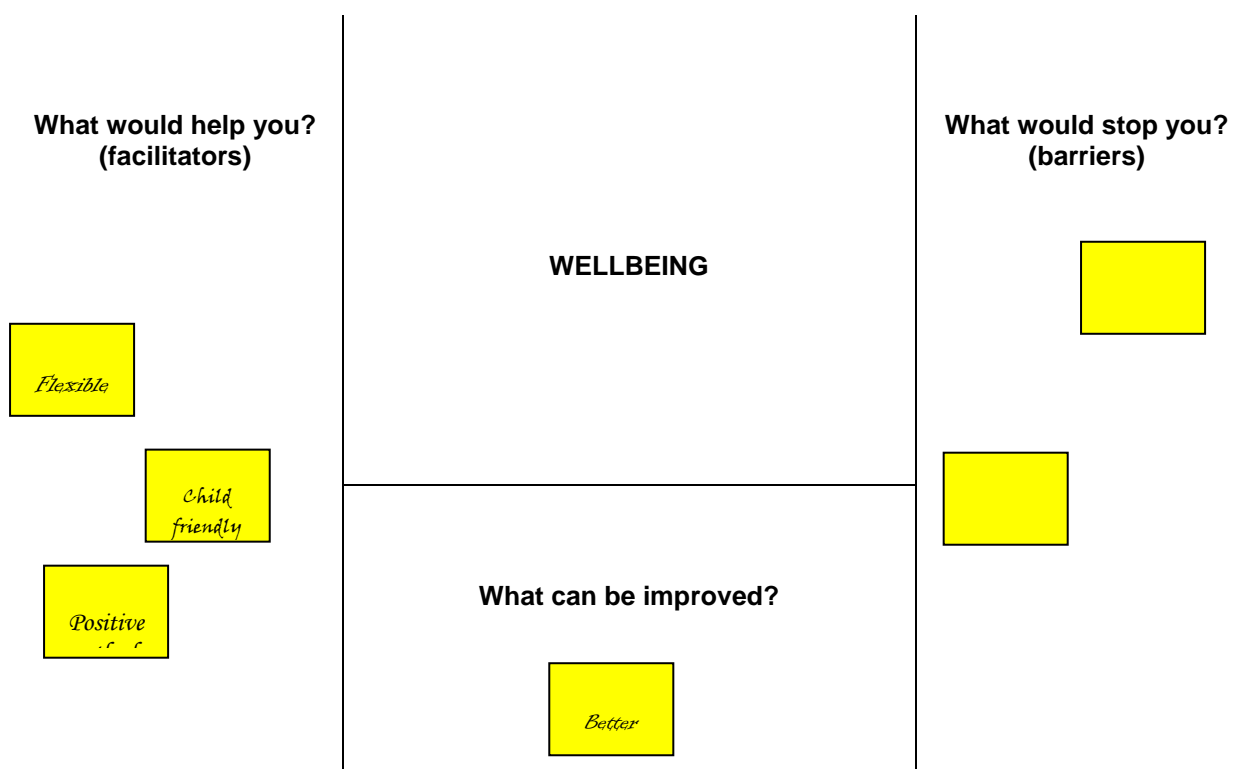 What would help you?
(facilitators)
Flexible
Child
friendly
Positive
WELLBEING
What can be improved?
Better
What would stop you?
(barriers)